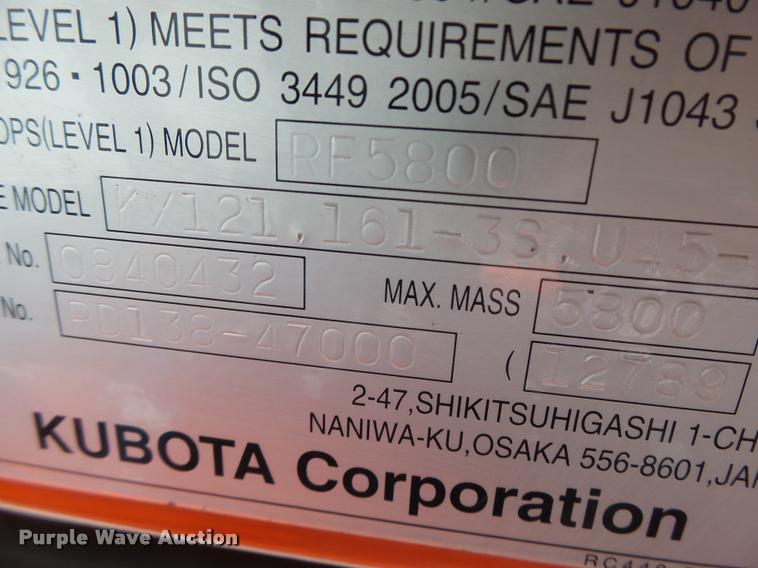 (LEVEL 1) MEETS REQUIREMENTS OF
926・1003/ISO 3449 2005/SAE J1043
OPS(LEVEL 1) MODEL RF5800
E MODEL KX121,161-3S,U45-
No. 0840432 MAX. MASS 5800
No. PD138-47000 ( 12789
2-47,SHIKITSUHIGASHI 1-CH
NANIWA-KU,OSAKA 556-8601,JA
KUBOTA Corporation
Purple Wave Auction